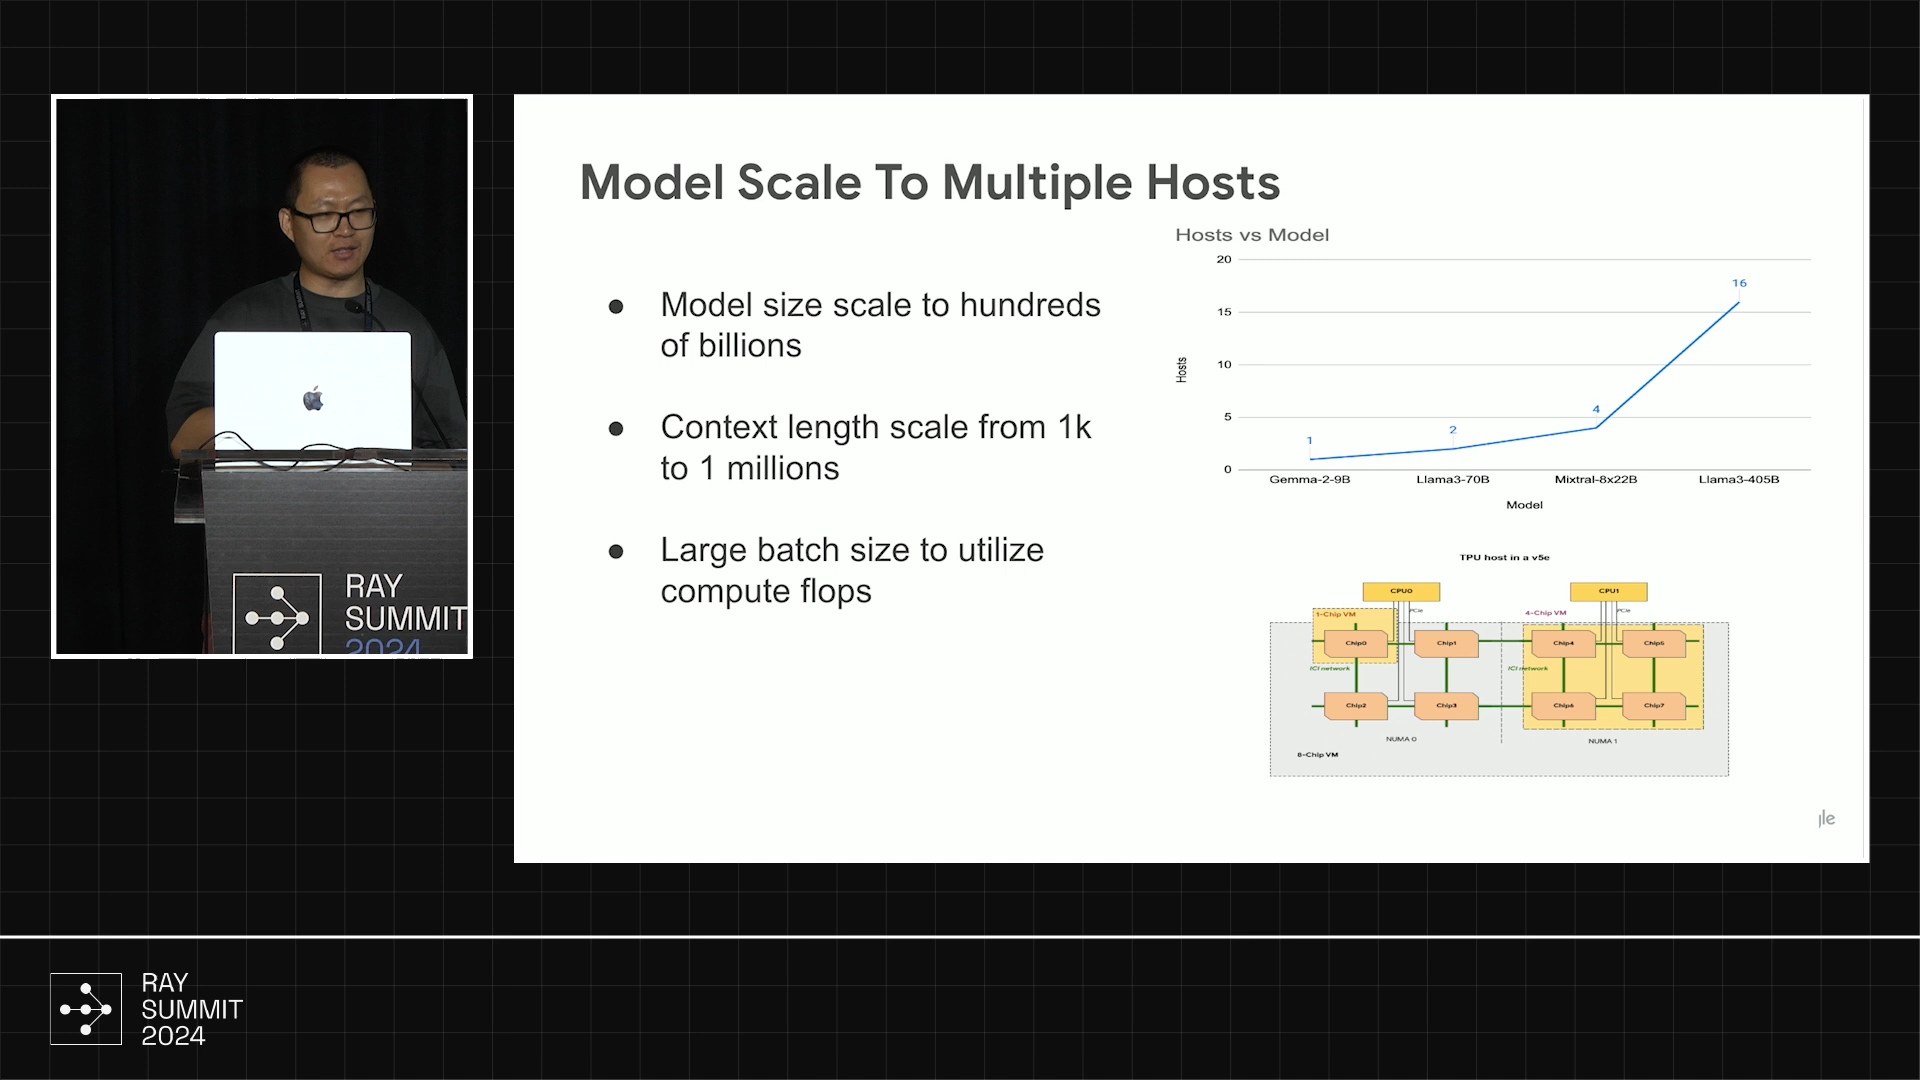 Model Scale To Multiple Hosts
● Model size scale to hundreds
of billions
● Context length scale from 1k
to 1 millions
● Large batch size to utilize
compute flops
Hosts vs Model
20
15
10
5
0
Hosts
1
2
4
16
Gemma-2-9B
Llama3-70B
Mixtral-8x22B
Llama3-405B
Model
TPU host in a v5e
CPU0
CPU1
1-Chip VM
PCIe
4-Chip VM
PCIe
Chip0
Chip1
Chip4
Chip5
ICI network
ICI network
Chip2
Chip3
Chip6
Chip7
NUMA 0
NUMA 1
8-Chip VM
RAY
SUMMIT
2024
RAY
SUMMIT
2024